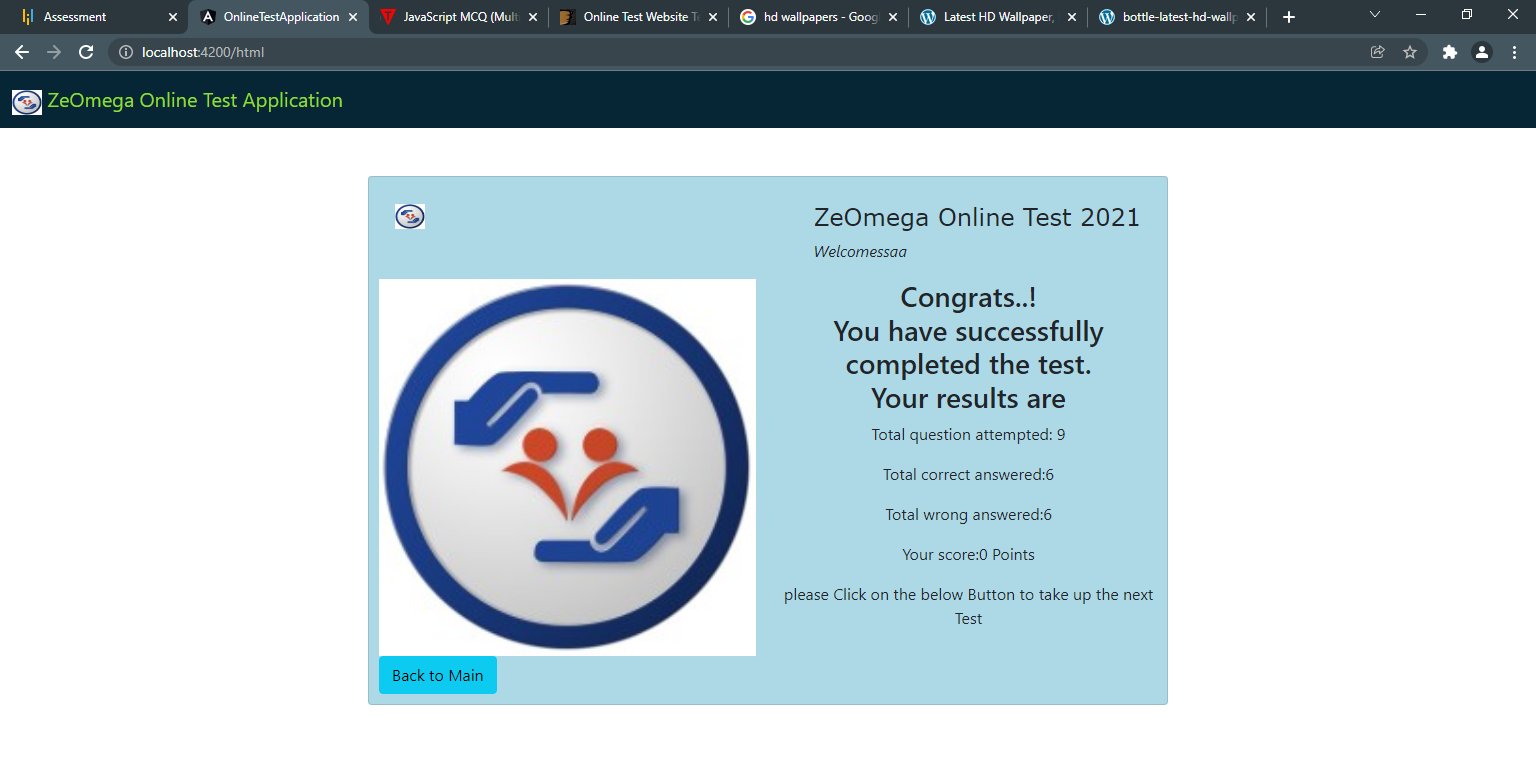 Assessment
OnlineTestApplication
JavaScript MCQ (Mult
Online Test Website Te
hd wallpapers - Goog
Latest HD Wallpaper,
bottle-latest-hd-wallp
localhost:4200/html
ZeOmega Online Test Application
ZeOmega Online Test 2021
Welcomessaa
Congrats..!
You have successfully
completed the test.
Your results are
Total question attempted: 9
Total correct answered:6
Total wrong answered:6
Your score:0 Points
please Click on the below Button to take up the next
Test
Back to Main